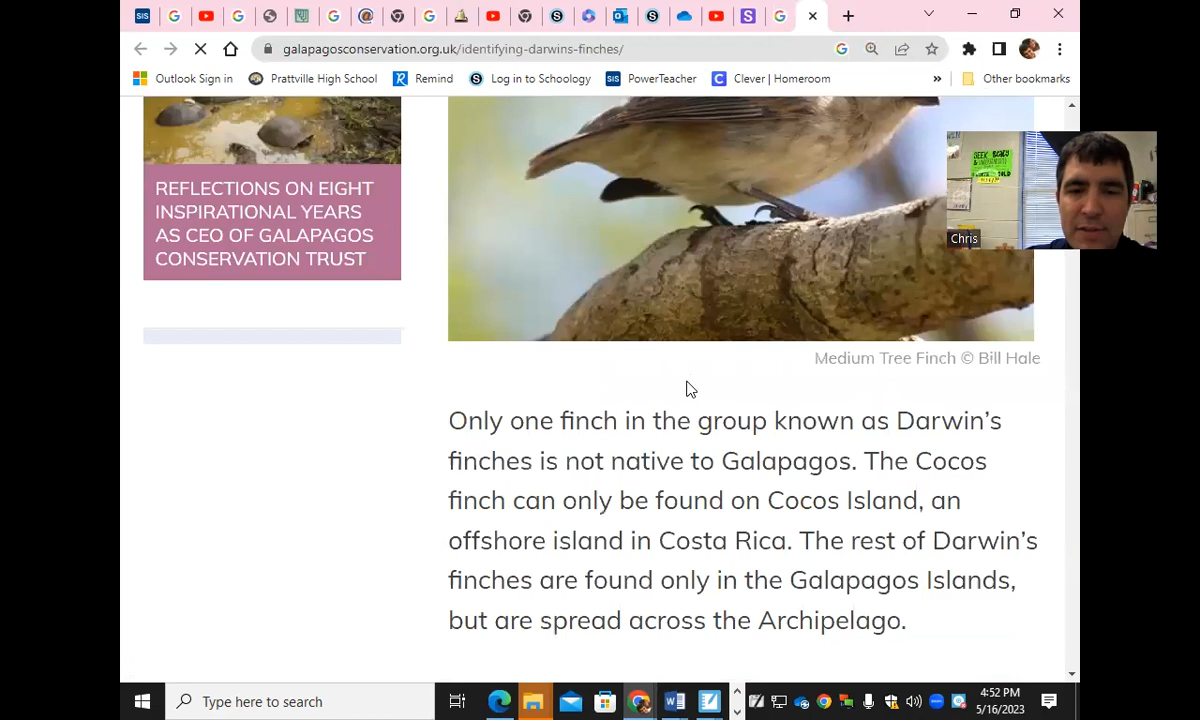 SIS
galapagosconservation.org.uk/identifying-darwins-finches/
Outlook Sign in
Prattville High School
Remind
Log in to Schoology
SIS
PowerTeacher
Clever | Homeroom
»
Other bookmarks
REFLECTIONS ON EIGHT
INSPIRATIONAL YEARS
AS CEO OF GALAPAGOS
CONSERVATION TRUST
SEEK
Chris
Medium Tree Finch © Bill Hale
Only one finch in the group known as Darwin's
finches is not native to Galapagos. The Cocos
finch can only be found on Cocos Island, an
offshore island in Costa Rica. The rest of Darwin's
finches are found only in the Galapagos Islands,
but are spread across the Archipelago.
Type here to search
4:52 PM
5/16/2023